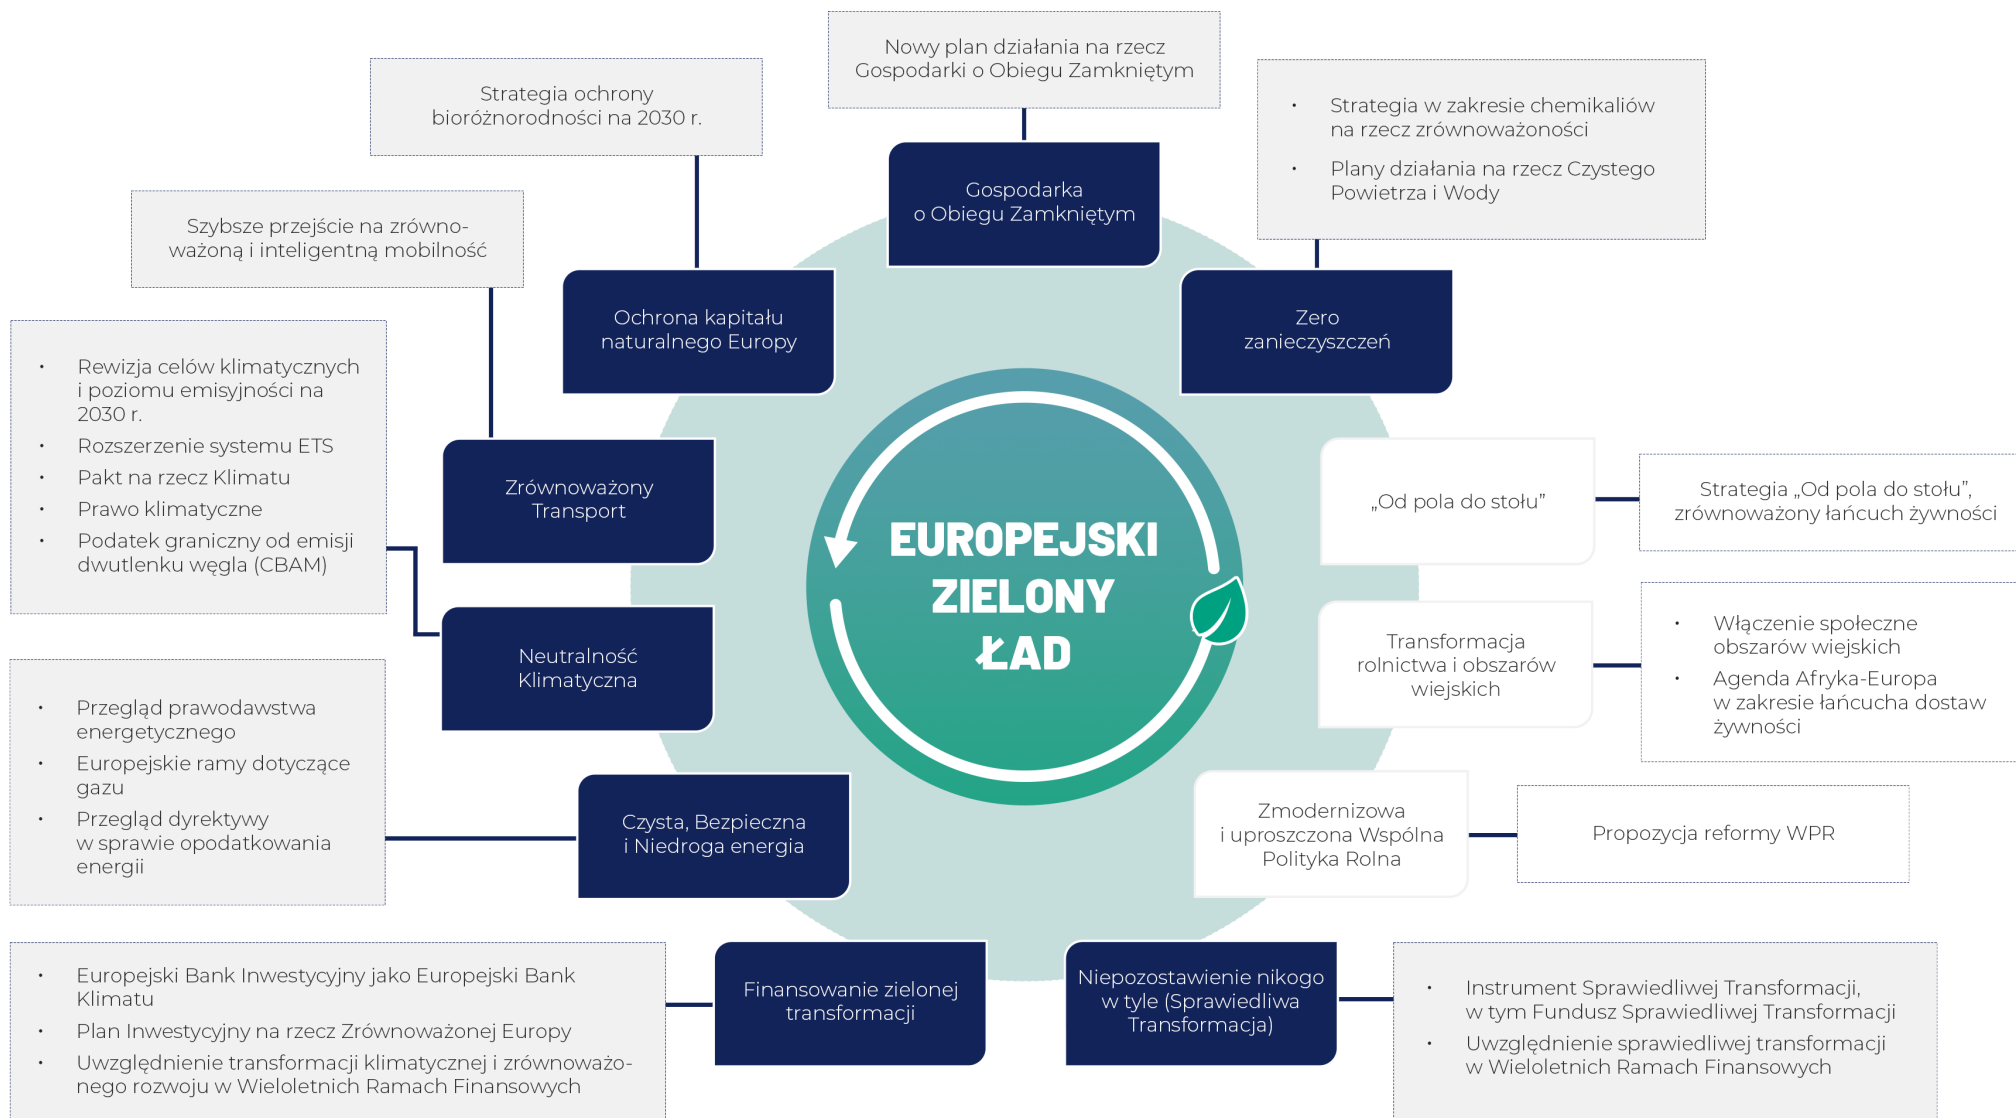 Nowy plan działania na rzecz
Gospodarki o Obiegu Zamkniętym
Strategia ochrony
bioróżnorodności na 2030 r.
• Strategia w zakresie chemikaliów
na rzecz zrównoważoności
• Plany działania na rzecz Czystego
Powietrza i Wody
Gospodarka
o Obiegu Zamkniętym
Szybsze przejście na zrówno-
ważoną i inteligentną mobilność
Ochrona kapitału
naturalnego Europy
Zero
zanieczyszczeń
• Rewizja celów klimatycznych
i poziomu emisyjności na
2030 r.
• Rozszerzenie systemu ETS
• Pakt na rzecz Klimatu
• Prawo klimatyczne
• Podatek graniczny od emisji
dwutlenku węgla (CBAM)
Zrównoważony
Transport
„Od pola do stołu”
Strategia „Od pola do stołu”,
zrównoważony łańcuch żywności
EUROPEJSKI
ZIELONY
ŁAD
Neutralność
Klimatyczna
Transformacja
rolnictwa i obszarów
wiejskich
• Włączenie społeczne
obszarów wiejskich
• Agenda Afryka-Europa
w zakresie łańcucha dostaw
żywności
• Przegląd prawodawstwa
energetycznego
• Europejskie ramy dotyczące
gazu
• Przegląd dyrektywy
w sprawie opodatkowania
energii
Czysta, Bezpieczna
i Niedroga energia
Zmodernizowa
i uproszczona Wspólna
Polityka Rolna
Propozycja reformy WPR
• Europejski Bank Inwestycyjny jako Europejski Bank
Klimatu
• Plan Inwestycyjny na rzecz Zrównoważonej Europy
• Uwzględnienie transformacji klimatycznej i zrównoważo-
nego rozwoju w Wieloletnich Ramach Finansowych
Finansowanie zielonej
transformacji
Niepozostawienie nikogo
w tyle (Sprawiedliwa
Transformacja)
• Instrument Sprawiedliwej Transformacji,
w tym Fundusz Sprawiedliwej Transformacji
• Uwzględnienie sprawiedliwej transformacji
w Wieloletnich Ramach Finansowych